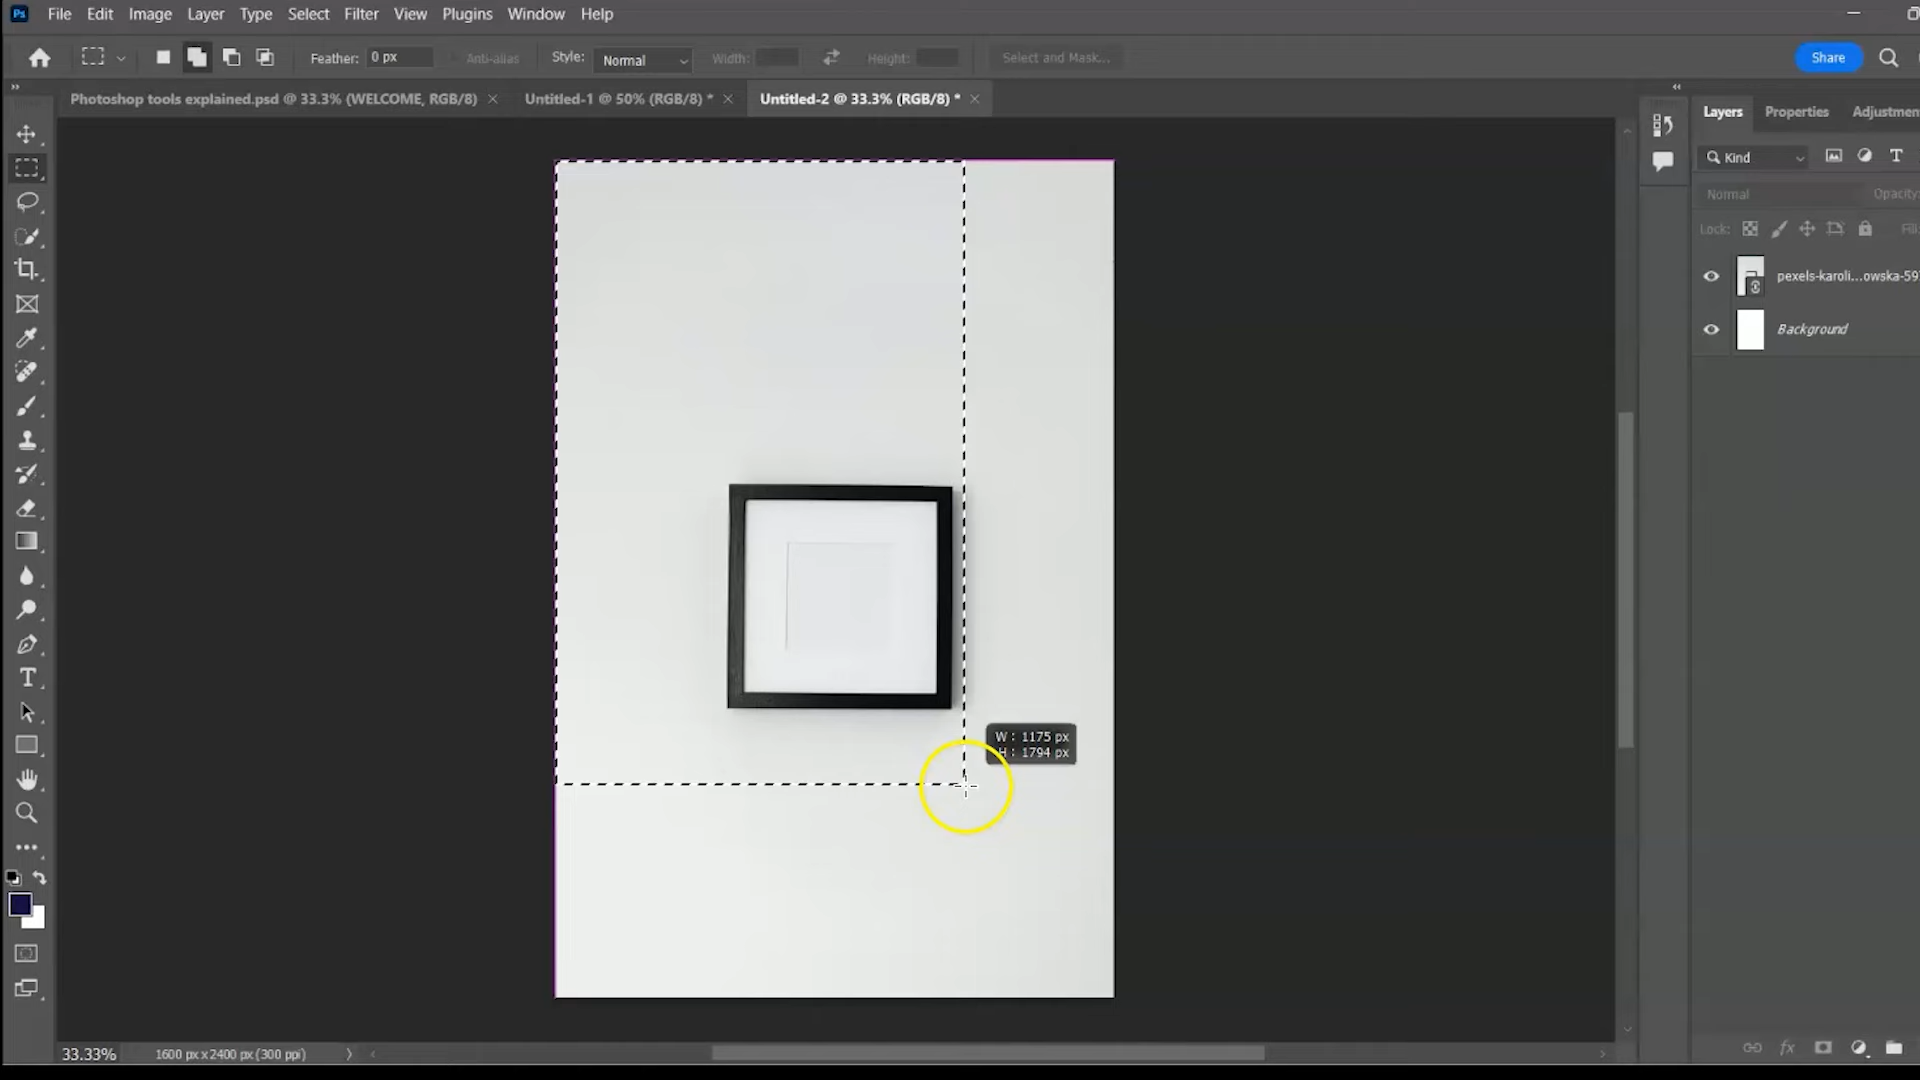 Ps File Edit Image Layer Type Select Filter View Plugins Window Help
Feather: 0 px Anti-alias Style: Normal Width: Height: Select and Mask... Share
Photoshop tools explained.psd @ 33.3% (WELCOME, RGB/8) Untitled-1 @ 50% (RGB/8) * Untitled-2 @ 33.3% (RGB/8) *
Layers Properties Adjustmen
Kind
Normal Opacity:
Lock: Fill
pexels-karoli...owska-59
Background
W : 1175 px
H : 1794 px
33.33% 1600 px x 2400 px (300 ppi)